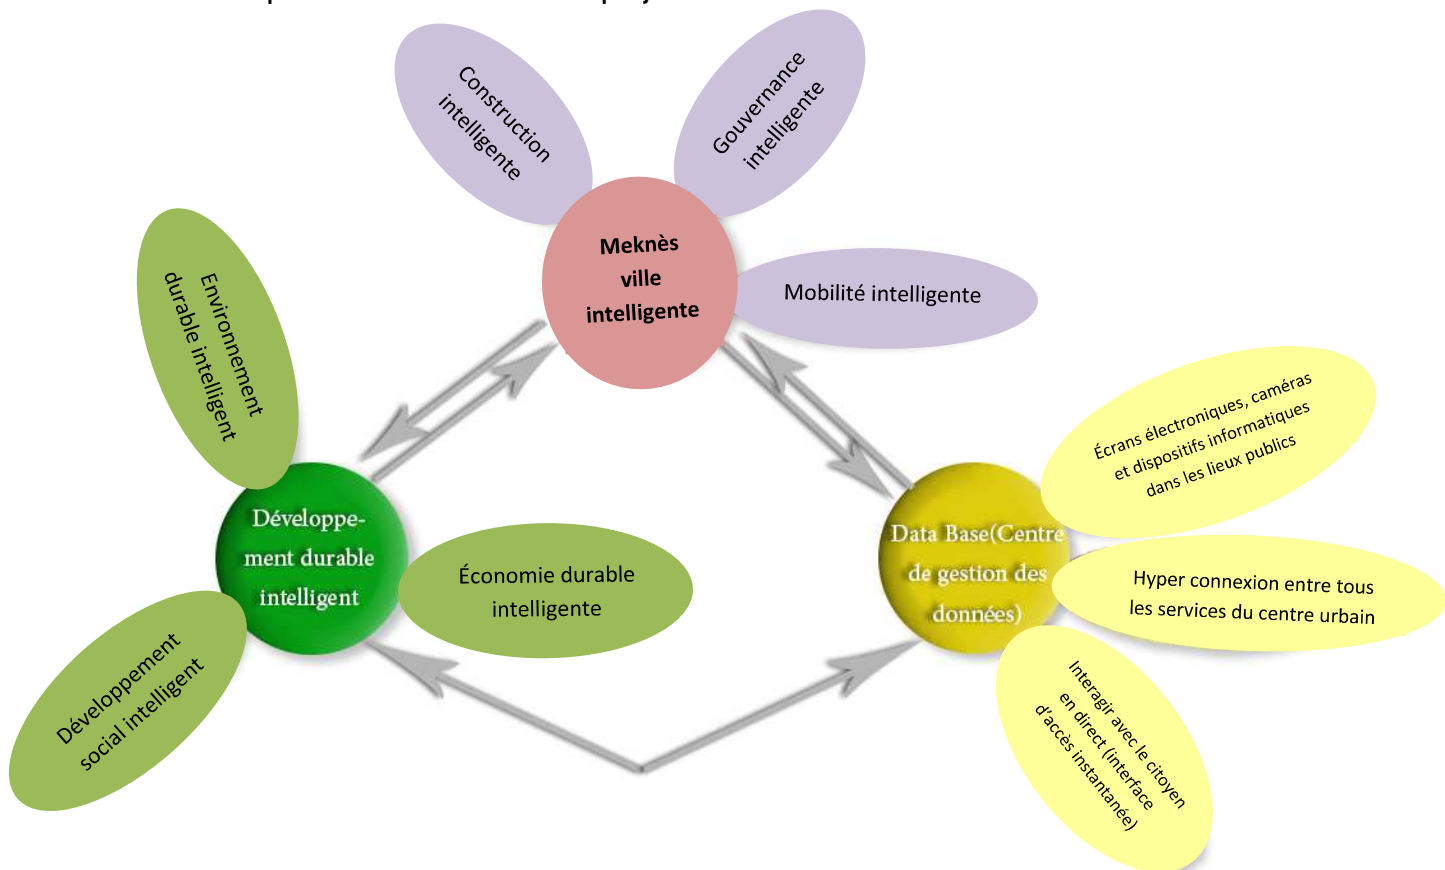 Construction
intelligente
Gouvernance
intelligente
Meknès
ville
intelligente
Mobilité intelligente
Environnement
durable intelligent
Développe-
ment durable
intelligent
Économie durable
intelligente
Développement
social intelligent
Data Base(Centre
de gestion des
données)
Écrans électroniques, caméras
et dispositifs informatiques
dans les lieux publics
Hyper connexion entre tous
les services du centre urbain
Interagir avec le citoyen
en direct (interface
d'accès instantanée)